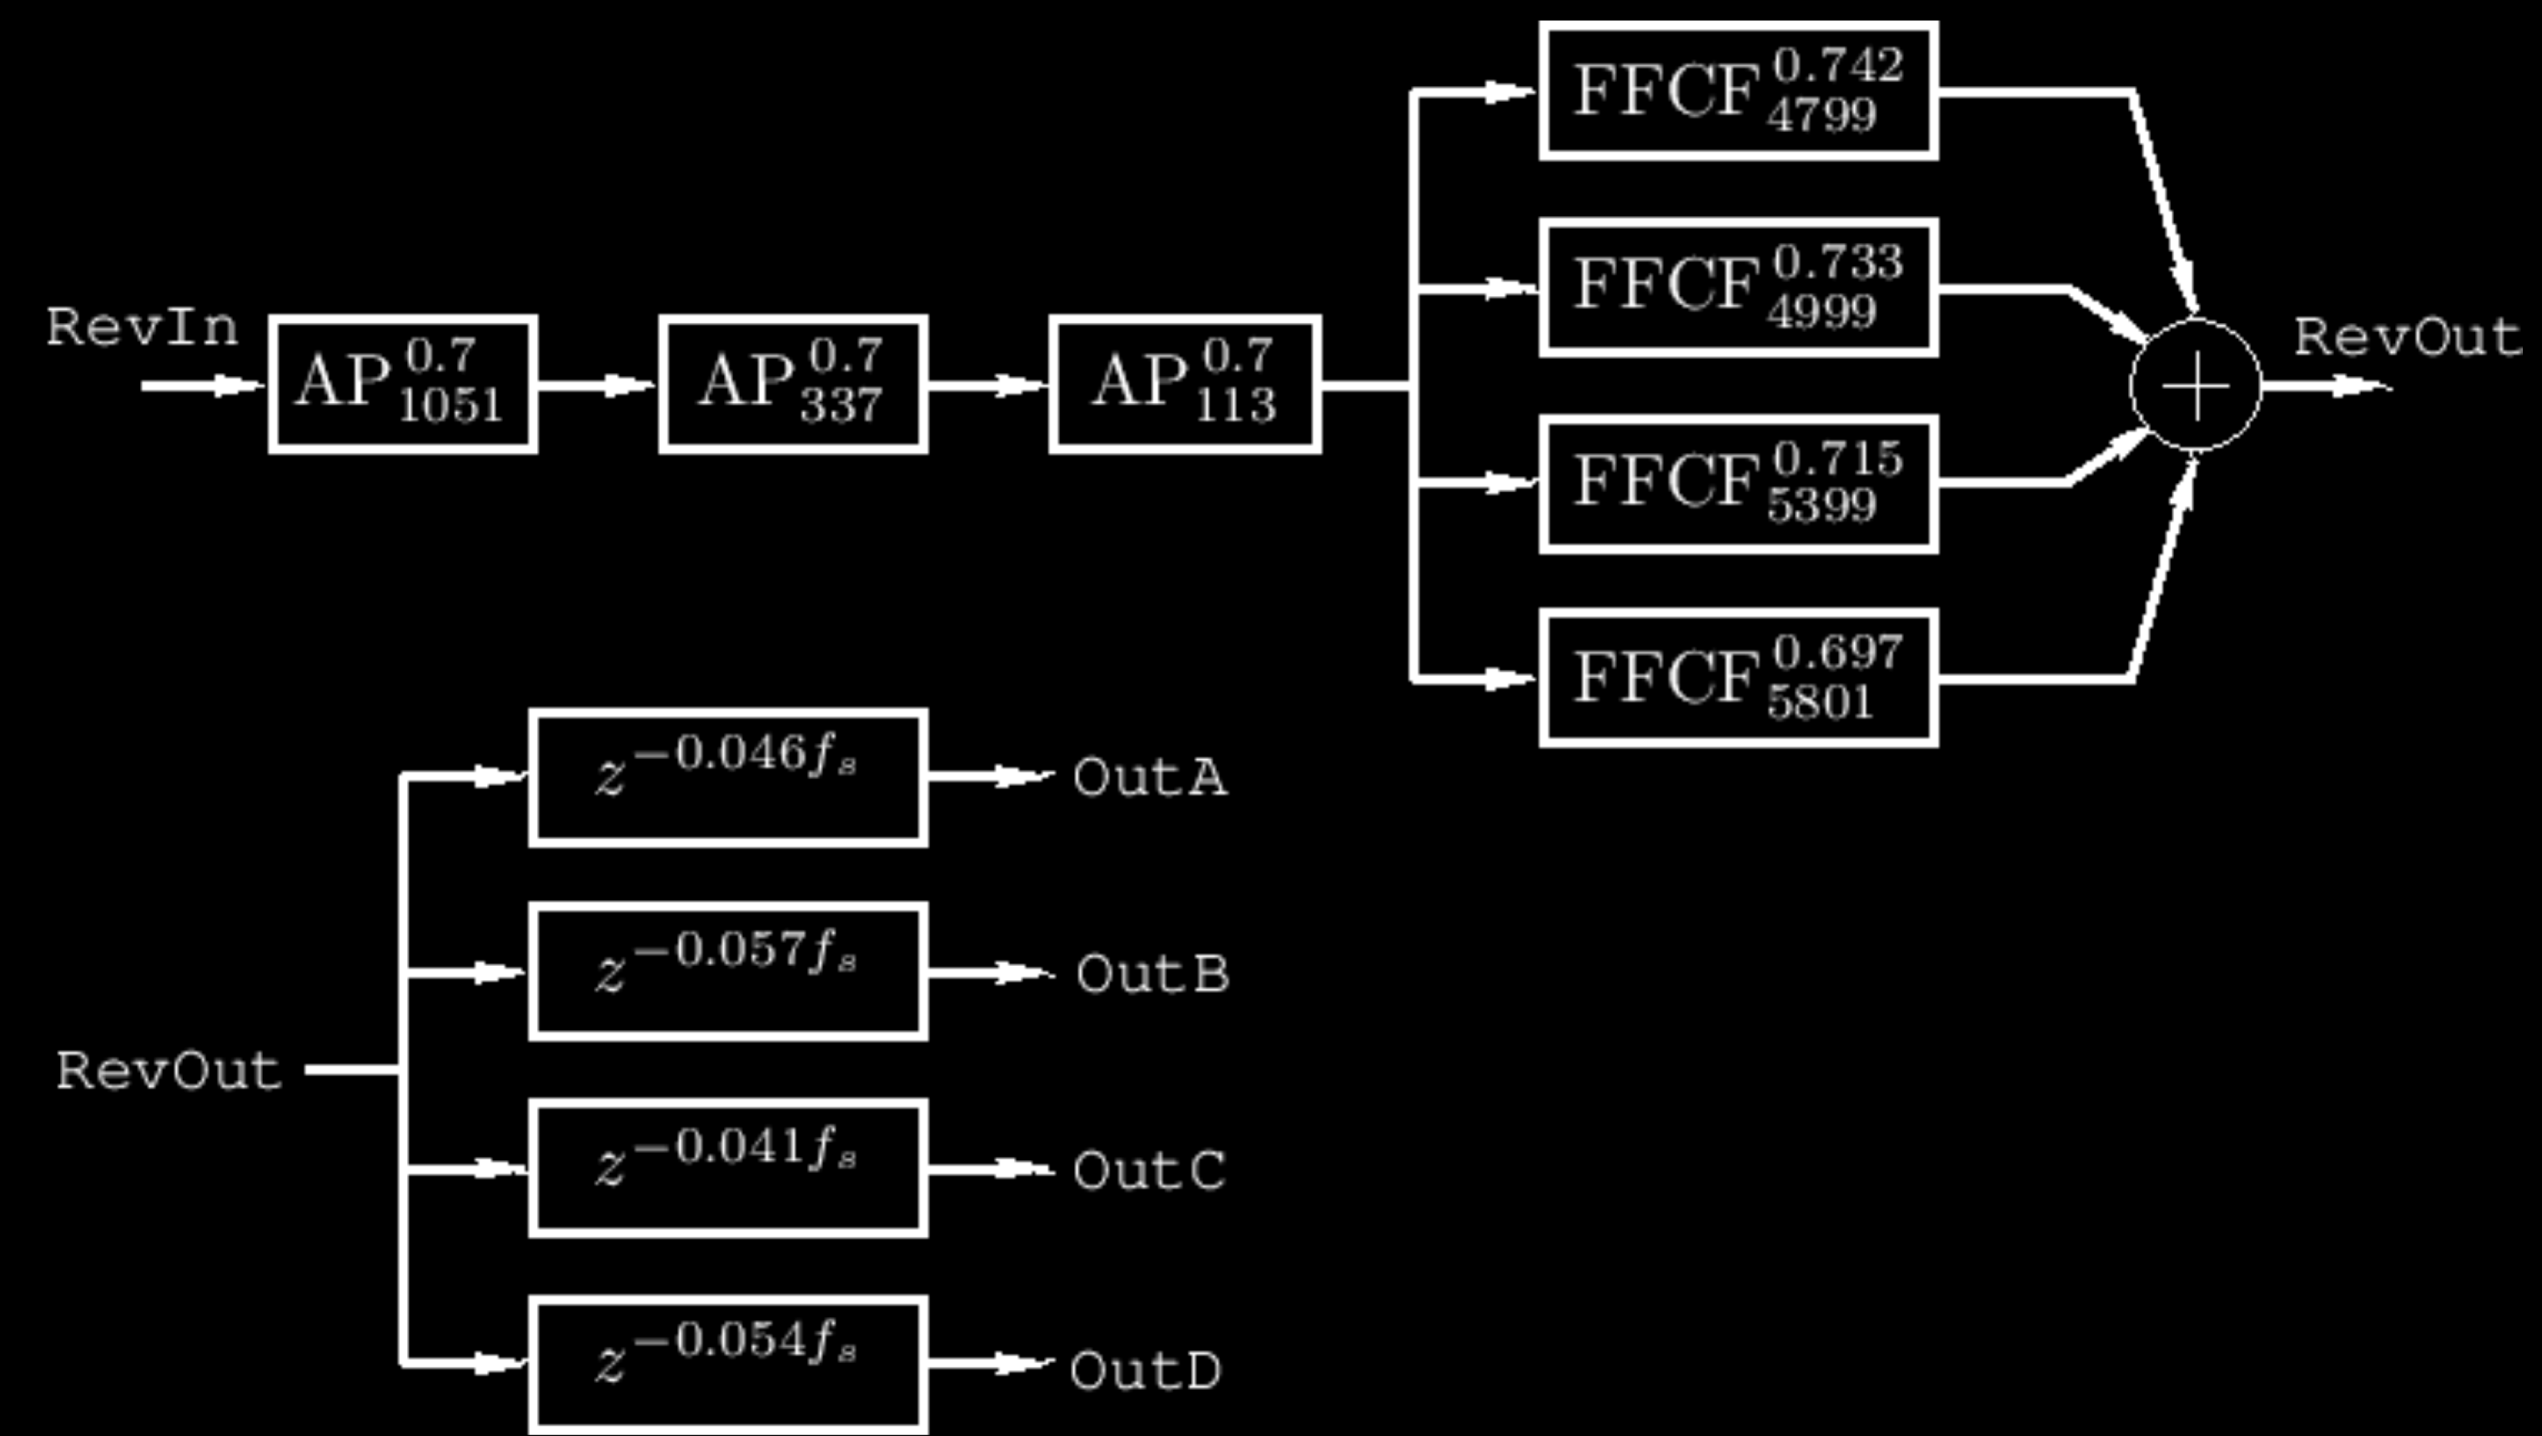 RevIn
AP 0.7 1051
AP 0.7 337
AP 0.7 113
FFCF 0.742 4799
FFCF 0.733 4999
FFCF 0.715 5399
FFCF 0.697 5801
+
RevOut
RevOut
z −0.046fs
OutA
z −0.057fs
OutB
z −0.041fs
OutC
z −0.054fs
OutD